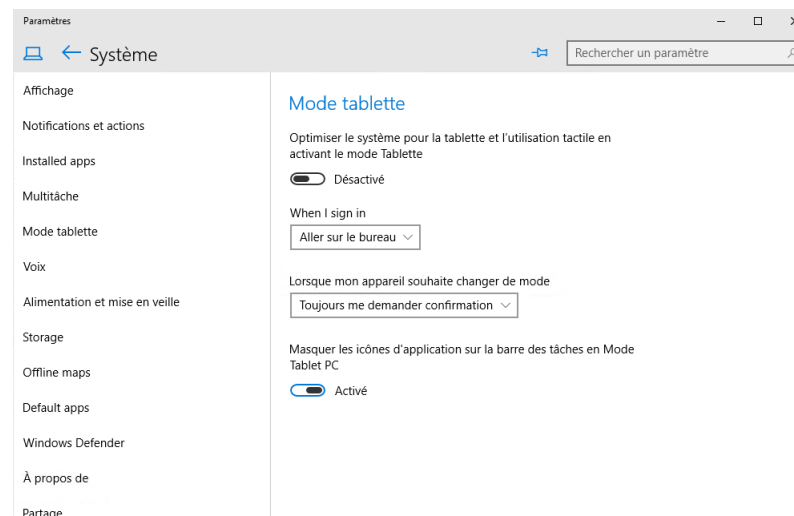 Paramètres
Système
Rechercher un paramètre
Affichage
Notifications et actions
Installed apps
Multitâche
Mode tablette
Voix
Alimentation et mise en veille
Storage
Offline maps
Default apps
Windows Defender
À propos de
Partage
Mode tablette
Optimiser le système pour la tablette et l'utilisation tactile en
activant le mode Tablette
Désactivé
When I sign in
Aller sur le bureau
Lorsque mon appareil souhaite changer de mode
Toujours me demander confirmation
Masquer les icônes d'application sur la barre des tâches en Mode
Tablet PC
Activé